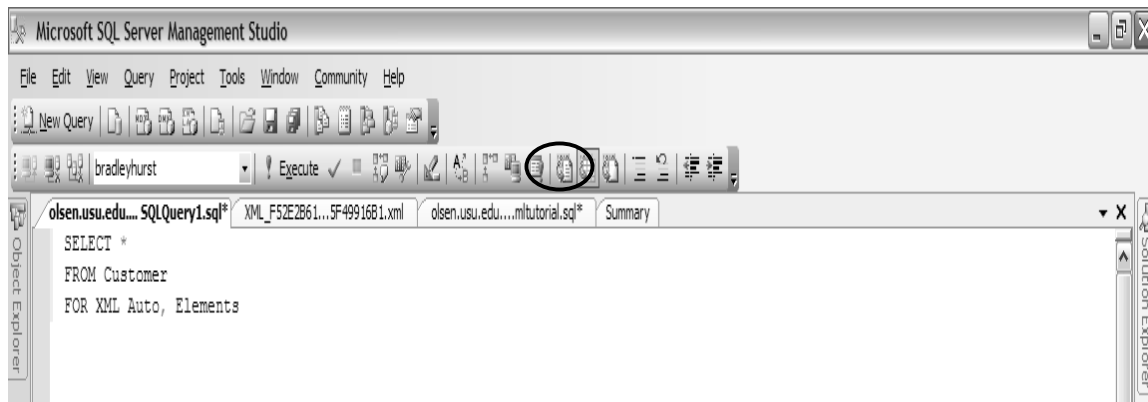 Microsoft SQL Server Management Studio
File Edit View Query Project Tools Window Community Help
New Query
bradleyhurst Execute
olsen.usu.edu.... SQLQuery1.sql* XML_F52E2B61...5F49916B1.xml olsen.usu.edu....mltutorial.sql* Summary
Object Explorer
SELECT *
FROM Customer
FOR XML Auto, Elements
Solution Explorer